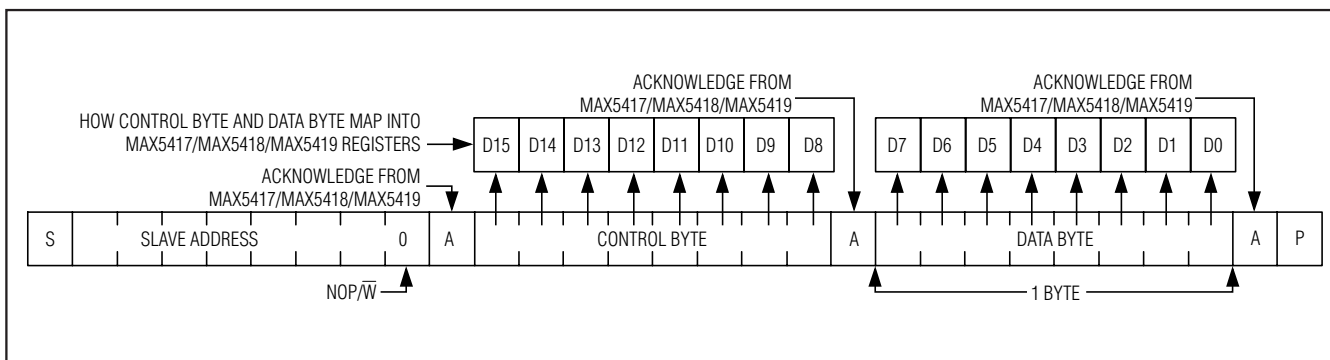 ACKNOWLEDGE FROM
MAX5417/MAX5418/MAX5419
ACKNOWLEDGE FROM
MAX5417/MAX5418/MAX5419
HOW CONTROL BYTE AND DATA BYTE MAP INTO
MAX5417/MAX5418/MAX5419 REGISTERS
D15 D14 D13 D12 D11 D10 D9 D8
D7 D6 D5 D4 D3 D2 D1 D0
ACKNOWLEDGE FROM
MAX5417/MAX5418/MAX5419
S SLAVE ADDRESS 0 A CONTROL BYTE A DATA BYTE A P
NOP/W̅
1 BYTE